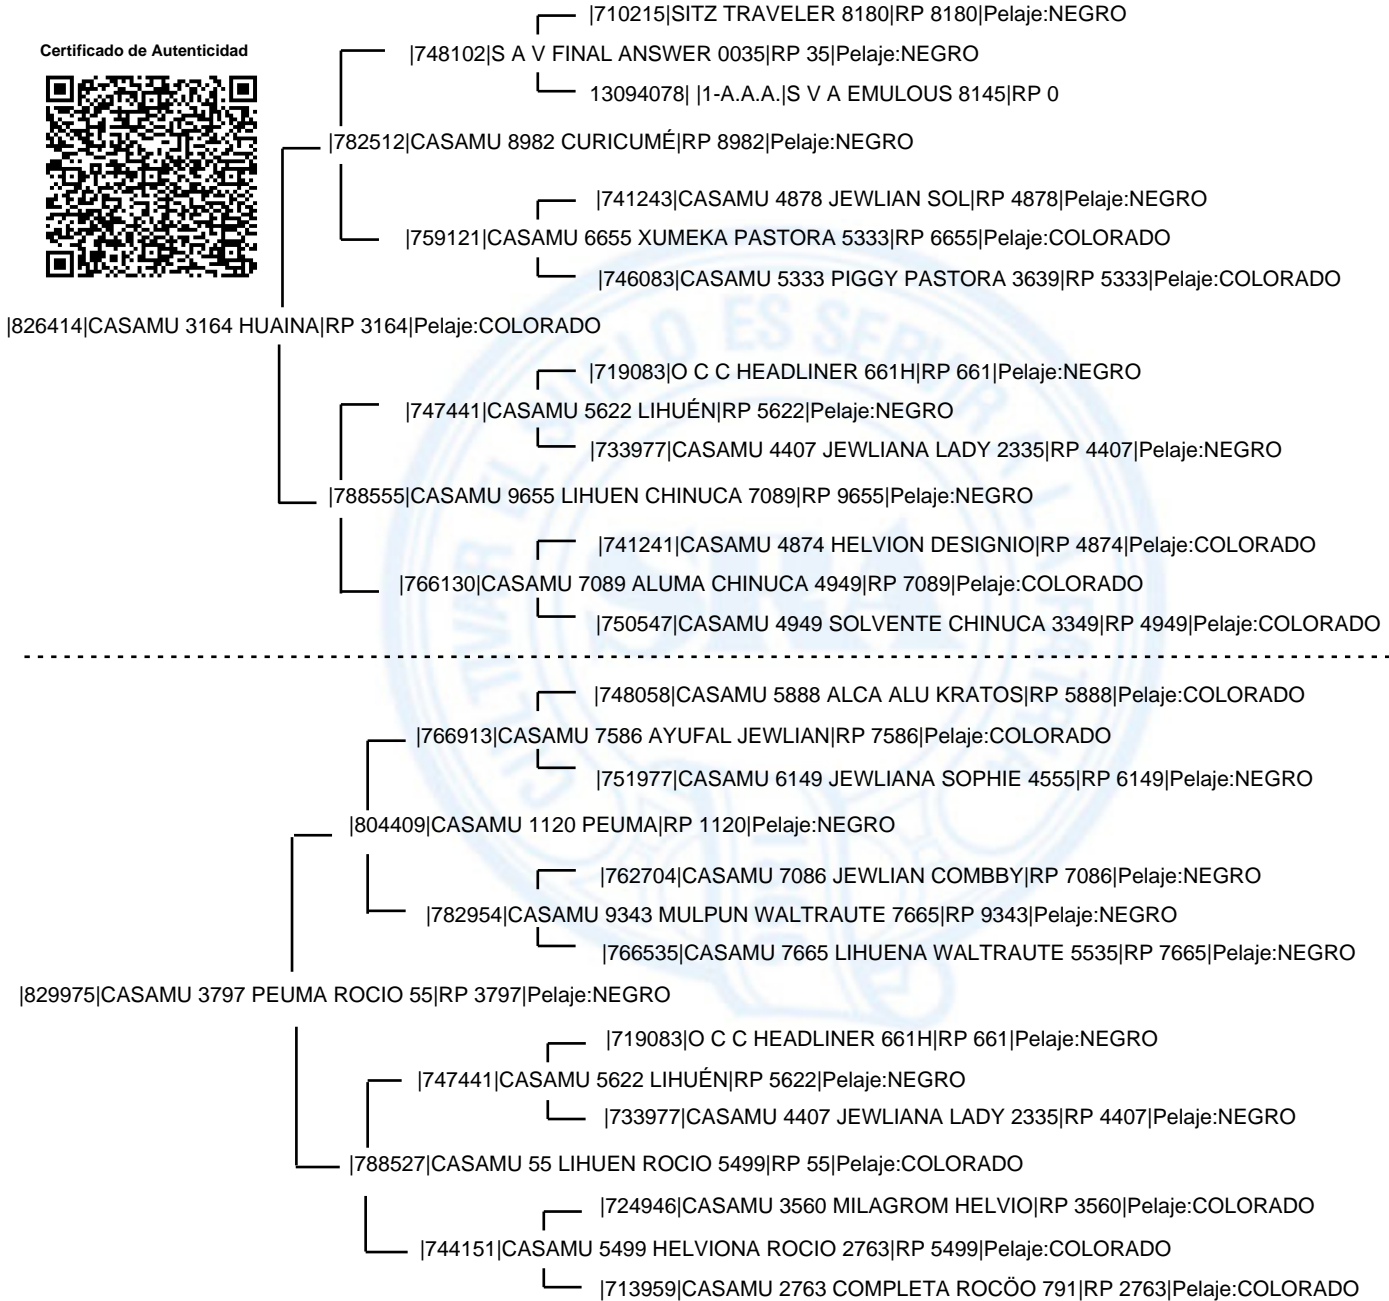 |710215|SITZ TRAVELER 8180|RP 8180|Pelaje:NEGRO
Certificado de Autenticidad
|748102|S A V FINAL ANSWER 0035|RP 35|Pelaje:NEGRO
13094078| |1-A.A.A.|S V A EMULOUS 8145|RP 0
|782512|CASAMU 8982 CURICUMÉ|RP 8982|Pelaje:NEGRO
|741243|CASAMU 4878 JEWLIAN SOL|RP 4878|Pelaje:NEGRO
|759121|CASAMU 6655 XUMEKA PASTORA 5333|RP 6655|Pelaje:COLORADO
|746083|CASAMU 5333 PIGGY PASTORA 3639|RP 5333|Pelaje:COLORADO
|826414|CASAMU 3164 HUAINA|RP 3164|Pelaje:COLORADO
|719083|O C C HEADLINER 661H|RP 661|Pelaje:NEGRO
|747441|CASAMU 5622 LIHUÉN|RP 5622|Pelaje:NEGRO
|733977|CASAMU 4407 JEWLIANA LADY 2335|RP 4407|Pelaje:NEGRO
|788555|CASAMU 9655 LIHUEN CHINUCA 7089|RP 9655|Pelaje:NEGRO
|741241|CASAMU 4874 HELVION DESIGNIO|RP 4874|Pelaje:COLORADO
|766130|CASAMU 7089 ALUMA CHINUCA 4949|RP 7089|Pelaje:COLORADO
|750547|CASAMU 4949 SOLVENTE CHINUCA 3349|RP 4949|Pelaje:COLORADO
CULTIVAR EL SUELO ES SERVIR A LA PATRIA
SRA
1866
|748058|CASAMU 5888 ALCA ALU KRATOS|RP 5888|Pelaje:COLORADO
|766913|CASAMU 7586 AYUFAL JEWLIAN|RP 7586|Pelaje:COLORADO
|751977|CASAMU 6149 JEWLIANA SOPHIE 4555|RP 6149|Pelaje:NEGRO
|804409|CASAMU 1120 PEUMA|RP 1120|Pelaje:NEGRO
|762704|CASAMU 7086 JEWLIAN COMBBY|RP 7086|Pelaje:NEGRO
|782954|CASAMU 9343 MULPUN WALTRAUTE 7665|RP 9343|Pelaje:NEGRO
|766535|CASAMU 7665 LIHUENA WALTRAUTE 5535|RP 7665|Pelaje:NEGRO
|829975|CASAMU 3797 PEUMA ROCIO 55|RP 3797|Pelaje:NEGRO
|719083|O C C HEADLINER 661H|RP 661|Pelaje:NEGRO
|747441|CASAMU 5622 LIHUÉN|RP 5622|Pelaje:NEGRO
|733977|CASAMU 4407 JEWLIANA LADY 2335|RP 4407|Pelaje:NEGRO
|788527|CASAMU 55 LIHUEN ROCIO 5499|RP 55|Pelaje:COLORADO
|724946|CASAMU 3560 MILAGROM HELVIO|RP 3560|Pelaje:COLORADO
|744151|CASAMU 5499 HELVIONA ROCIO 2763|RP 5499|Pelaje:COLORADO
|713959|CASAMU 2763 COMPLETA ROCÖO 791|RP 2763|Pelaje:COLORADO